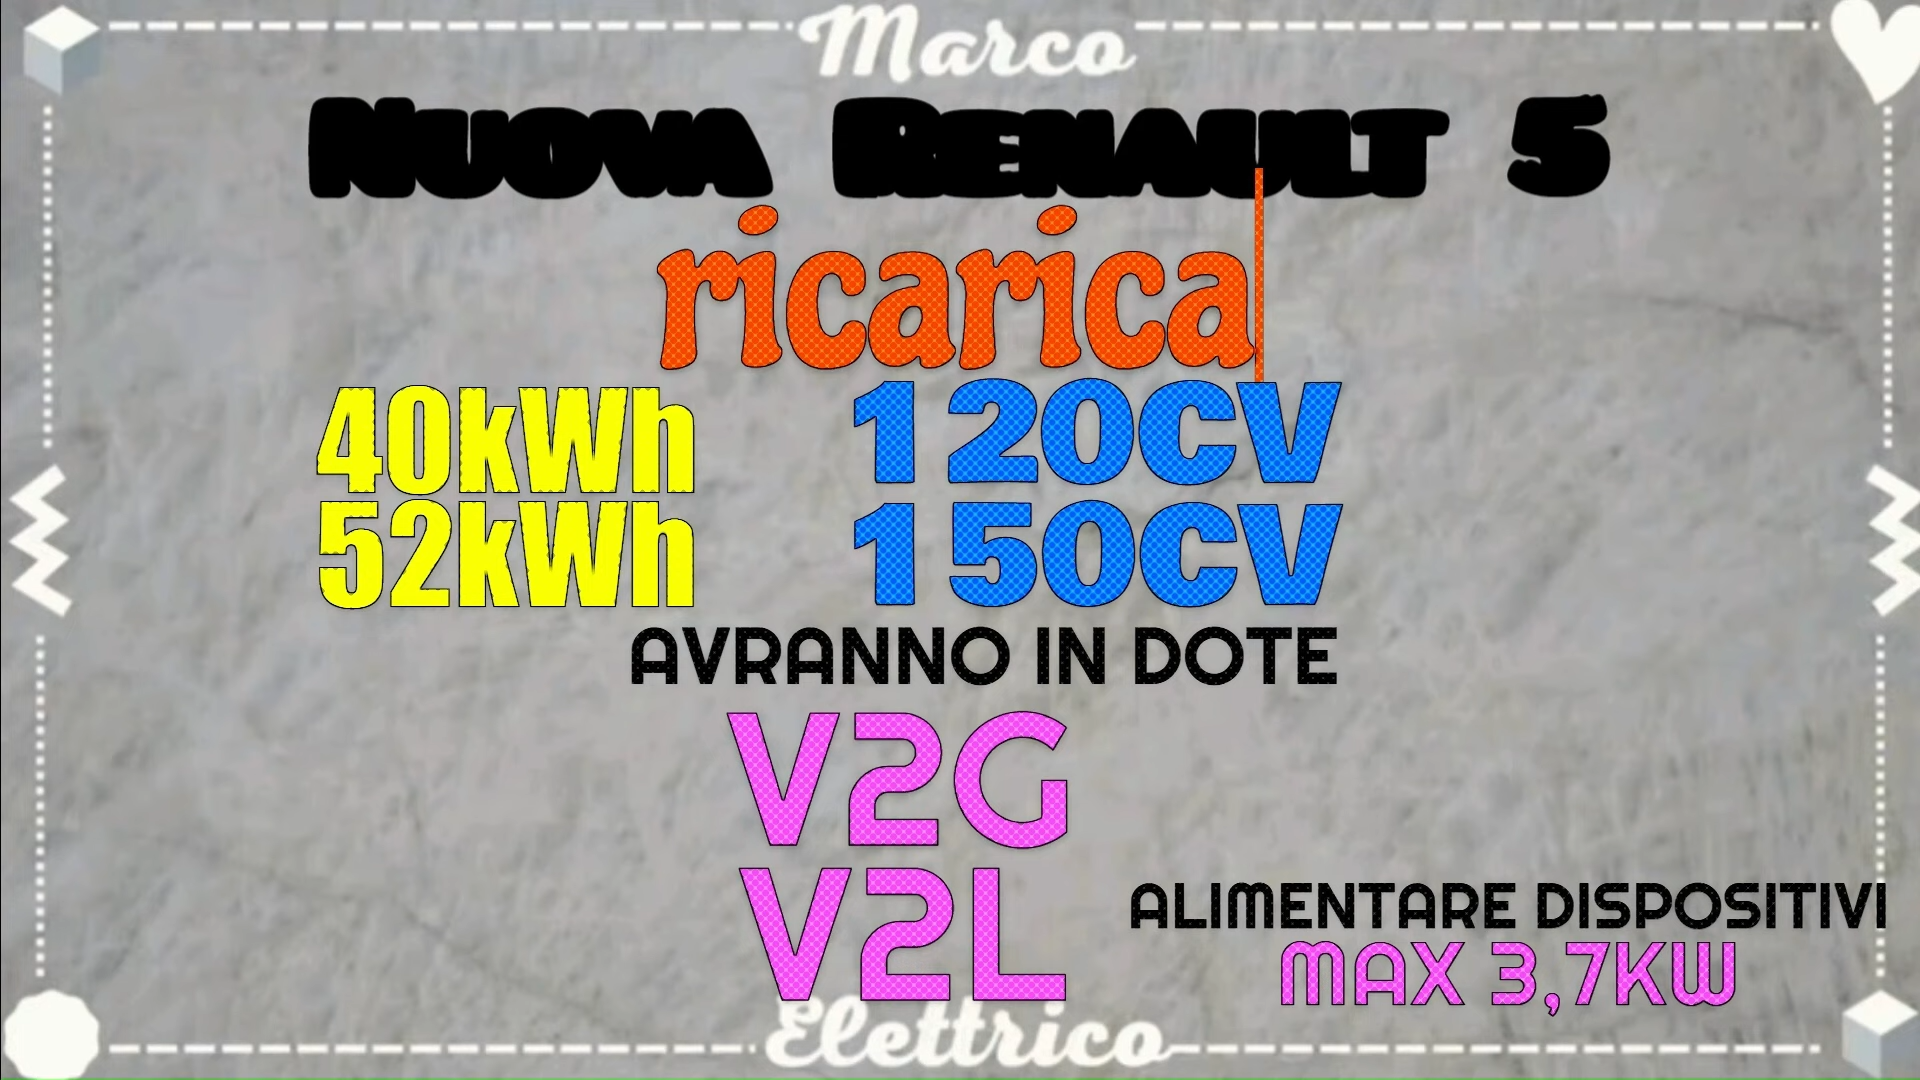 Marco
Nuova Renault 5
ricarica
40kWh 120CV
52kWh 150CV
AVRANNO IN DOTE
V2G
V2L
ALIMENTARE DISPOSITIVI
MAX 3,7KW
Elettrico